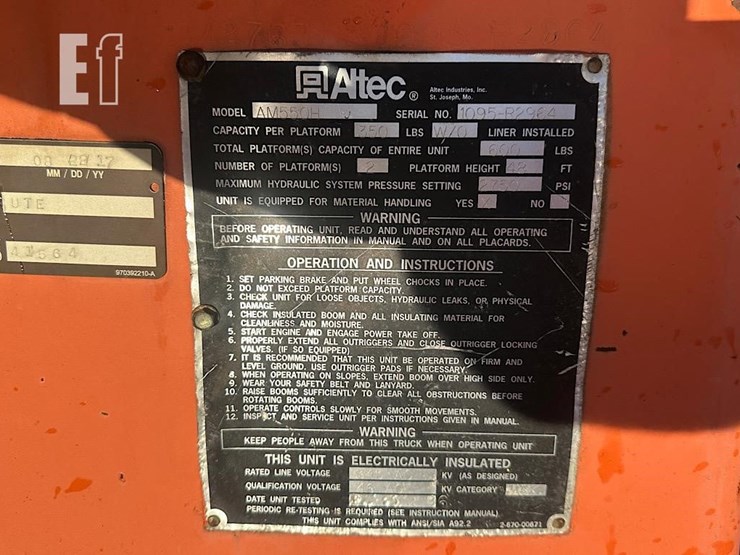 Ef
Altec®
Altec Industries, Inc.
St. Joseph, Mo.
MODEL AM550H SERIAL NO. 1095-R2964
CAPACITY PER PLATFORM 350 LBS W/O LINER INSTALLED
TOTAL PLATFORM(S) CAPACITY OF ENTIRE UNIT 600 LBS
NUMBER OF PLATFORM(S) 2 PLATFORM HEIGHT 48 FT
MAXIMUM HYDRAULIC SYSTEM PRESSURE SETTING PSI
UNIT IS EQUIPPED FOR MATERIAL HANDLING YES NO
WARNING
BEFORE OPERATING UNIT, READ AND UNDERSTAND ALL OPERATING
AND SAFETY INFORMATION IN MANUAL AND ON ALL PLACARDS.
OPERATION AND INSTRUCTIONS
1. SET PARKING BRAKE AND PUT WHEEL CHOCKS IN PLACE.
2. DO NOT EXCEED PLATFORM CAPACITY.
3. CHECK UNIT FOR LOOSE OBJECTS, HYDRAULIC LEAKS, OR PHYSICAL
DAMAGE.
4. CHECK INSULATED BOOM AND ALL INSULATING MATERIAL FOR
CLEANLINESS AND MOISTURE.
5. START ENGINE AND ENGAGE POWER TAKE OFF.
6. PROPERLY EXTEND ALL OUTRIGGERS AND CLOSE OUTRIGGER LOCKING
VALVES. (IF SO EQUIPPED)
7. IT IS RECOMMENDED THAT THIS UNIT BE OPERATED ON FIRM AND
LEVEL GROUND. USE OUTRIGGER PADS IF NECESSARY.
8. WHEN OPERATING ON SLOPES, EXTEND BOOM OVER HIGH SIDE ONLY.
9. WEAR YOUR SAFETY BELT AND LANYARD.
10. RAISE BOOMS SUFFICIENTLY TO CLEAR ALL OBSTRUCTIONS BEFORE
ROTATING BOOMS.
11. OPERATE CONTROLS SLOWLY FOR SMOOTH MOVEMENTS.
12. INSPECT AND SERVICE UNIT PER INSTRUCTIONS GIVEN IN MANUAL.
WARNING
KEEP PEOPLE AWAY FROM THIS TRUCK WHEN OPERATING UNIT
THIS UNIT IS ELECTRICALLY INSULATED
RATED LINE VOLTAGE KV (AS DESIGNED)
QUALIFICATION VOLTAGE KV CATEGORY
DATE UNIT TESTED
PERIODIC RE-TESTING IS REQUIRED (SEE INSTRUCTION MANUAL)
THIS UNIT COMPLIES WITH ANSI/SIA A92.2 2-670-00871
MM / DD / YY
UTE
970392210-A